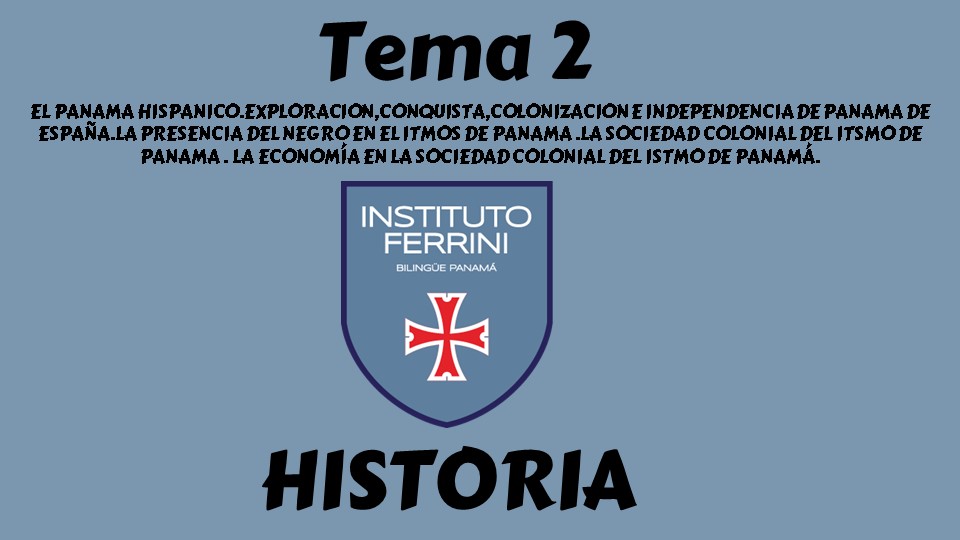 Tema 2
EL PANAMA HISPANICO.EXPLORACION,CONQUISTA,COLONIZACION E INDEPENDENCIA DE PANAMA DE
ESPAÑA.LA PRESENCIA DEL NEGRO EN EL ITMOS DE PANAMA .LA SOCIEDAD COLONIAL DEL ITSMO DE
PANAMA . LA ECONOMÍA EN LA SOCIEDAD COLONIAL DEL ISTMO DE PANAMÁ.
INSTITUTO
FERRINI
BILINGÜE PANAMÁ
HISTORIA